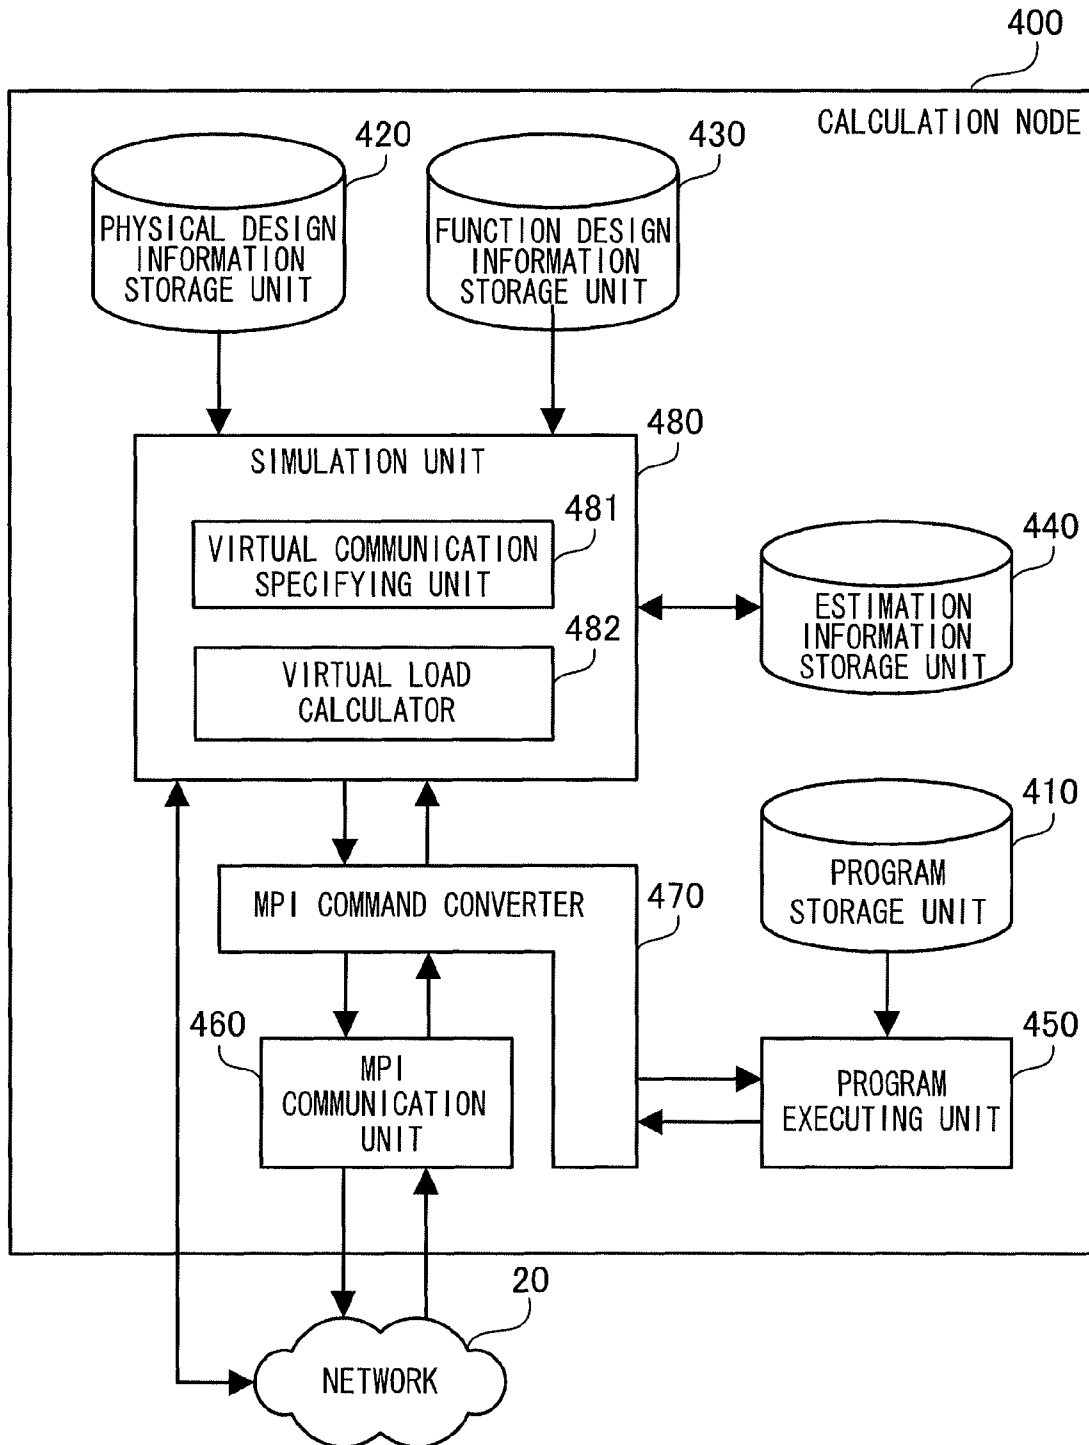 400
CALCULATION NODE
420
430
PHYSICAL DESIGN
INFORMATION
STORAGE UNIT
FUNCTION DESIGN
INFORMATION
STORAGE UNIT
480
SIMULATION UNIT
481
VIRTUAL COMMUNICATION
SPECIFYING UNIT
440
ESTIMATION
INFORMATION
STORAGE UNIT
482
VIRTUAL LOAD
CALCULATOR
410
PROGRAM
STORAGE UNIT
MPI COMMAND CONVERTER
470
460
MPI
COMMUNICATION
UNIT
450
PROGRAM
EXECUTING UNIT
20
NETWORK